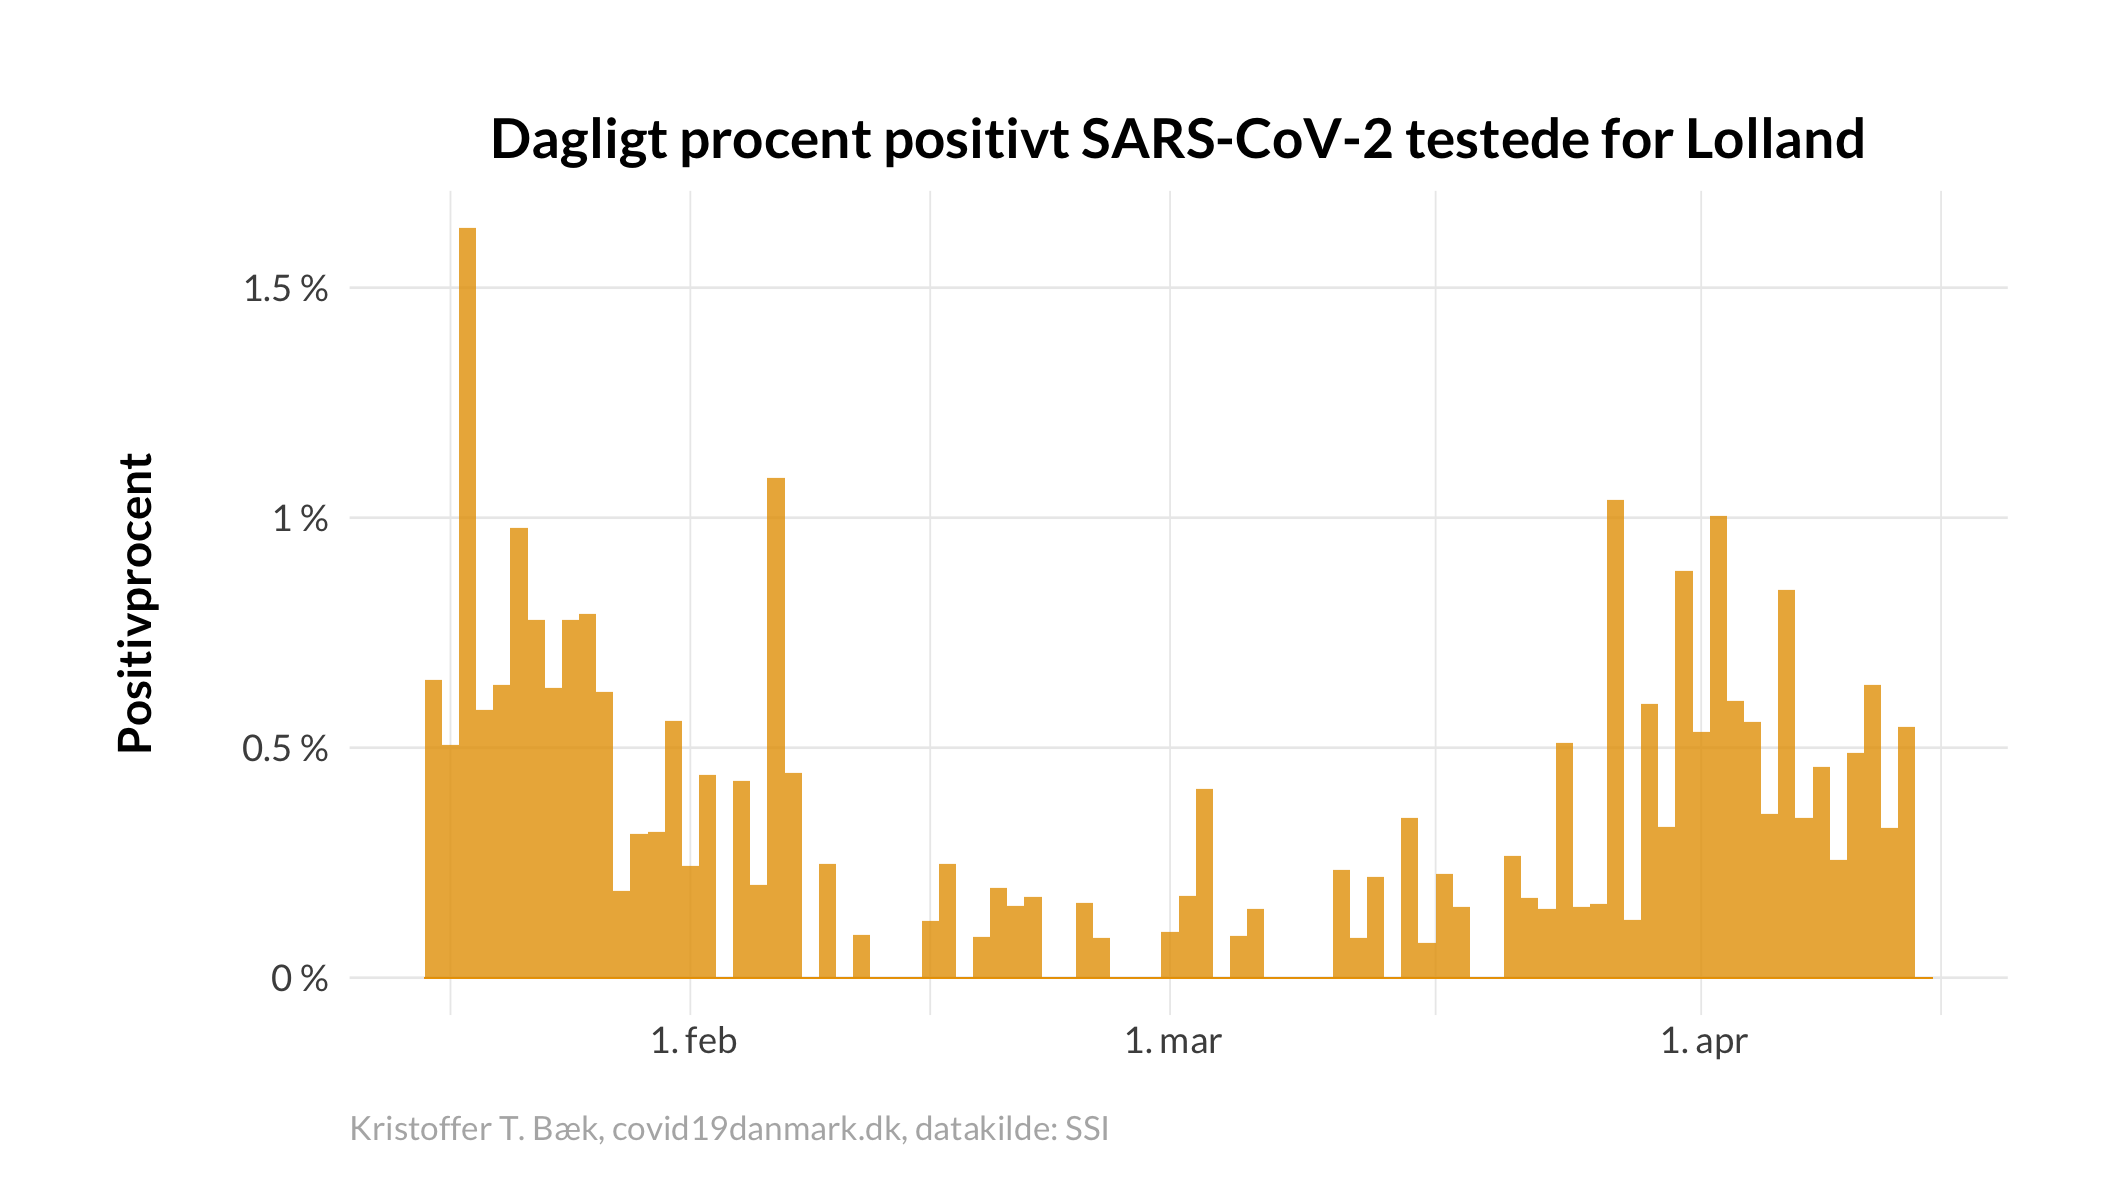 Dagligt procent positivt SARS-CoV-2 testede for Lolland
Positivprocent
1.5 %
1 %
0.5 %
0 %
1. feb
1. mar
1. apr
Kristoffer T. Bæk, covid19danmark.dk, datakilde: SSI